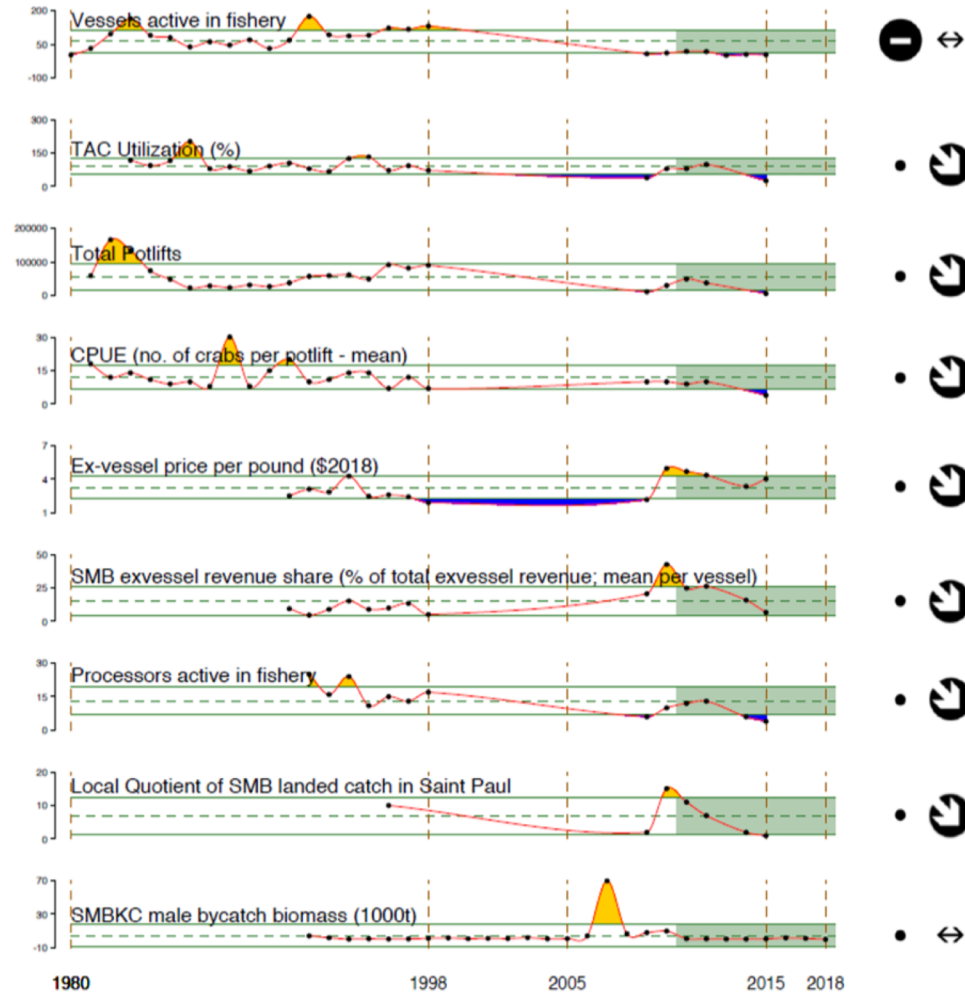 200
Vessels active in fishery
50
-100
300
TAC Utilization (%)
150
0
200000
Total Potlifts
100000
0
30
CPUE (no. of crabs per potlift - mean)
15
0
7
Ex-vessel price per pound ($2018)
4
1
50
SMB exvessel revenue share (% of total exvessel revenue; mean per vessel)
25
0
30
Processors active in fishery
15
0
20
Local Quotient of SMB landed catch in Saint Paul
10
0
70
SMBKC male bycatch biomass (1000t)
30
-10
1980 1998 2005 2015 2018